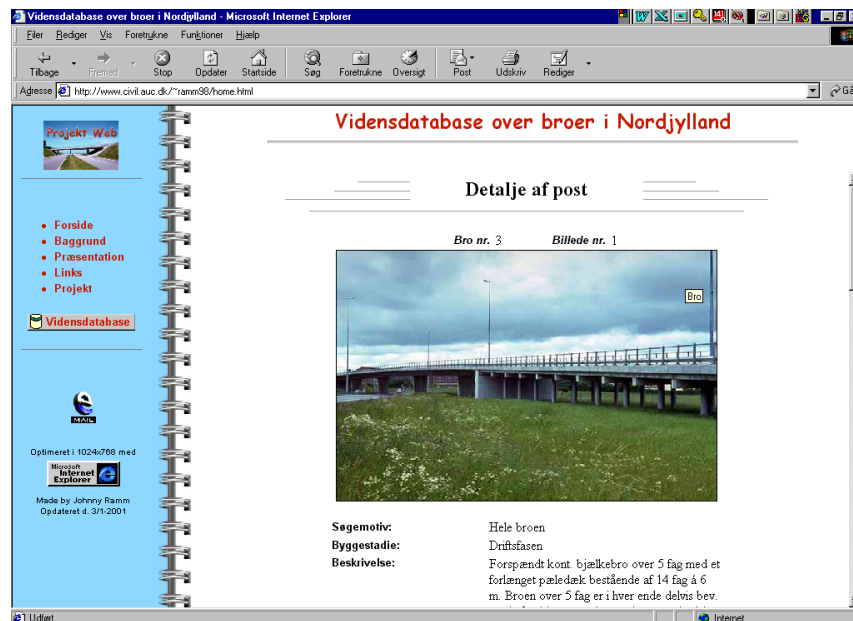 Vidensdatabase over broer i Nordjylland - Microsoft Internet Explorer
Filer Rediger Vis Foretrukne Funktioner Hjælp
Tilbage Fremad Stop Opdater Startside Søg Foretrukne Oversigt Post Udskriv Rediger
Adresse http://www.civil.auc.dk/~ramm98/home.html Gå
Projekt Web
Forside
Baggrund
Præsentation
Links
Projekt
Vidensdatabase
MAIL
Optimeret i 1024x768 med
Microsoft
Internet
Explorer
Made by Johnny Ramm
Opdateret d. 3/1-2001
Vidensdatabase over broer i Nordjylland
Detalje af post
Bro nr. 3 Billede nr. 1
Bro
Søgemotiv: Hele broen
Byggestadie: Driftsfasen
Beskrivelse: Forspændt kont. bjælkebro over 5 fag med et
forlænget pæledæk bestående af 14 fag á 6
m. Broen over 5 fag er i hver ende delvis bev.
Udført Internet